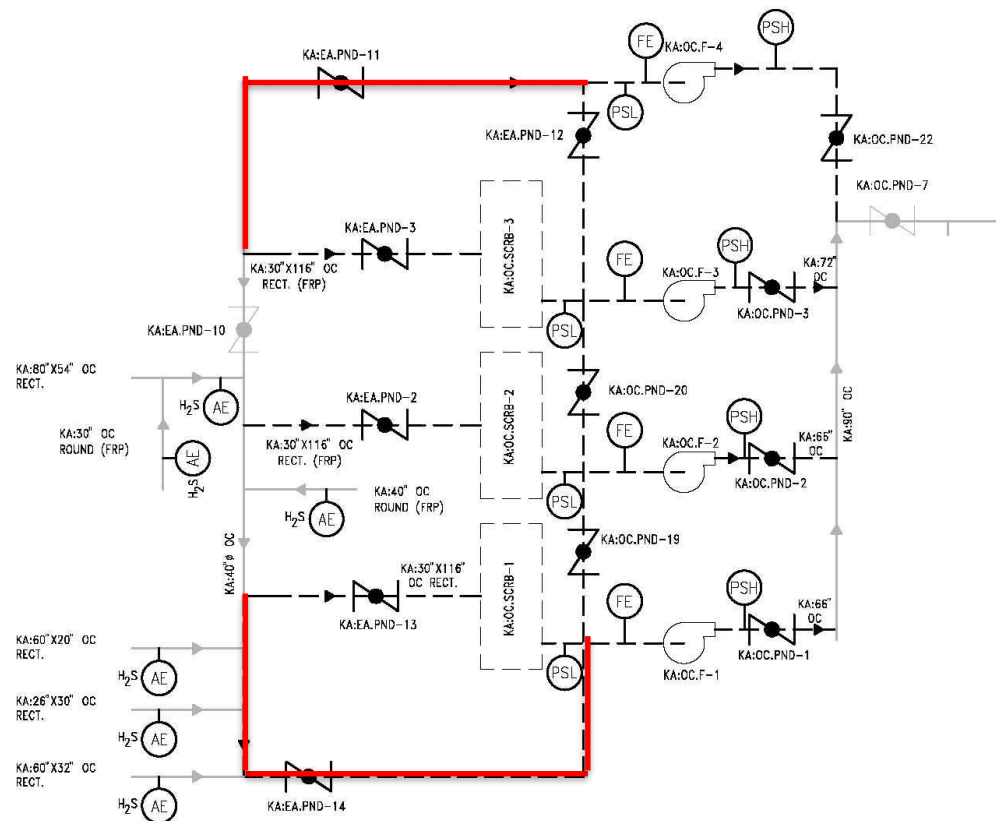 KA:EA.PND-11
FE
KA:OC.F-4
PSH
PSL
KA:EA.PND-12
KA:OC.PND-22
KA:OC.PND-7
KA:EA.PND-3
KA:30"X116" OC
RECT. (FRP)
KA:OC.SCRB-3
FE
KA:OC.F-3
PSH
KA:72"
OC
KA:OC.PND-3
PSL
KA:EA.PND-10
KA:80"X54" OC
RECT.
H2S
AE
KA:30" OC
ROUND (FRP)
H2S
AE
KA:EA.PND-2
KA:30"X116" OC
RECT. (FRP)
KA:OC.SCRB-2
KA:OC.PND-20
FE
KA:OC.F-2
PSH
KA:66"
OC
KA:OC.PND-2
PSL
KA:90" OC
KA:40" OC
ROUND (FRP)
H2S
AE
KA:40"ø OC
KA:30"X116"
OC RECT.
KA:EA.PND-13
KA:OC.SCRB-1
KA:OC.PND-19
FE
PSH
KA:66"
OC
KA:OC.PND-1
KA:OC.F-1
PSL
KA:60"X20" OC
RECT.
H2S
AE
KA:26"X30" OC
RECT.
H2S
AE
KA:60"X32" OC
RECT.
H2S
AE
KA:EA.PND-14